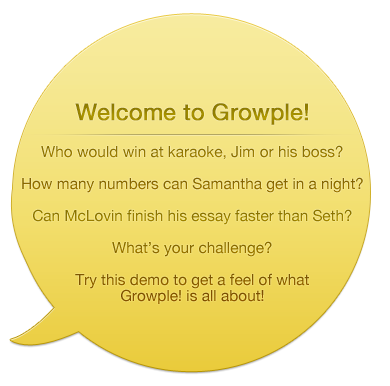 Welcome to Growple!
Who would win at karaoke, Jim or his boss?
How many numbers can Samantha get in a night?
Can McLovin finish his essay faster than Seth?
What's your challenge?
Try this demo to get a feel of what
Growple! is all about!